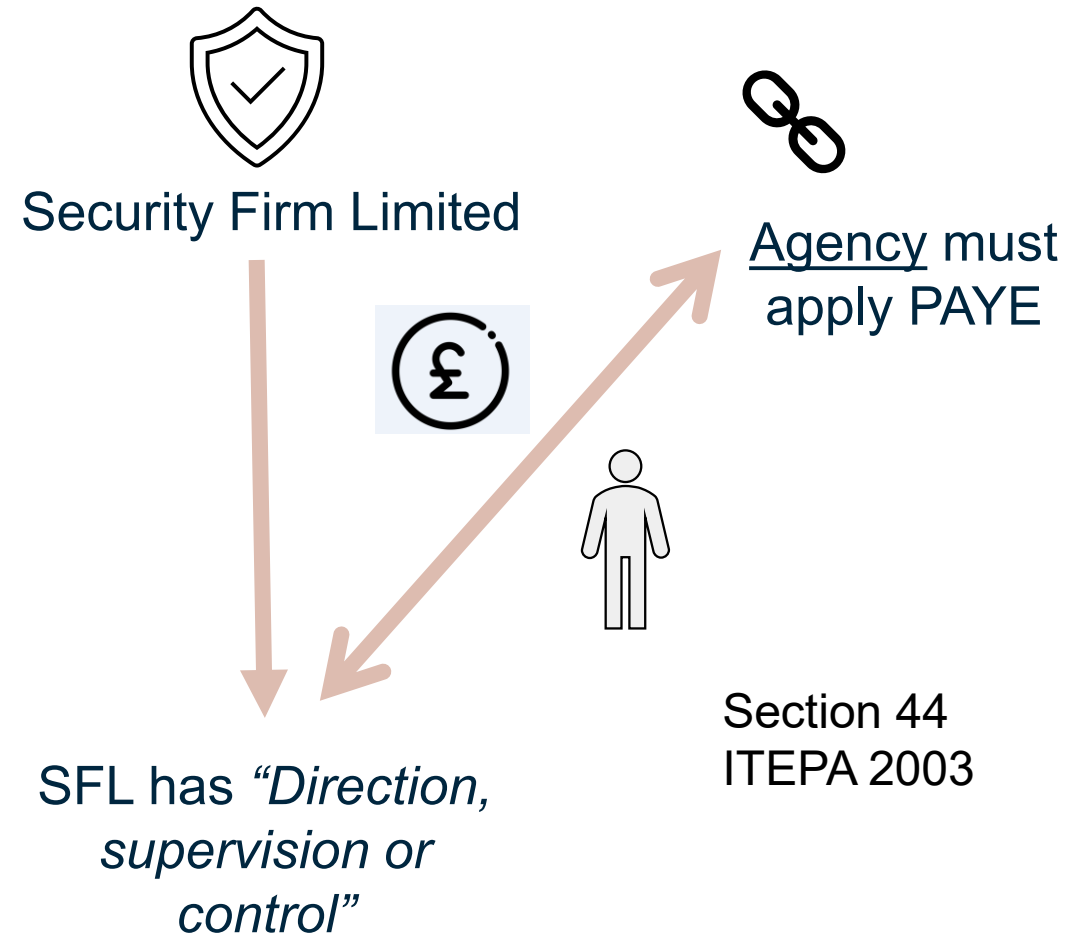 Security Firm Limited
Agency must
apply PAYE
£
Section 44
ITEPA 2003
SFL has “Direction,
supervision or
control”